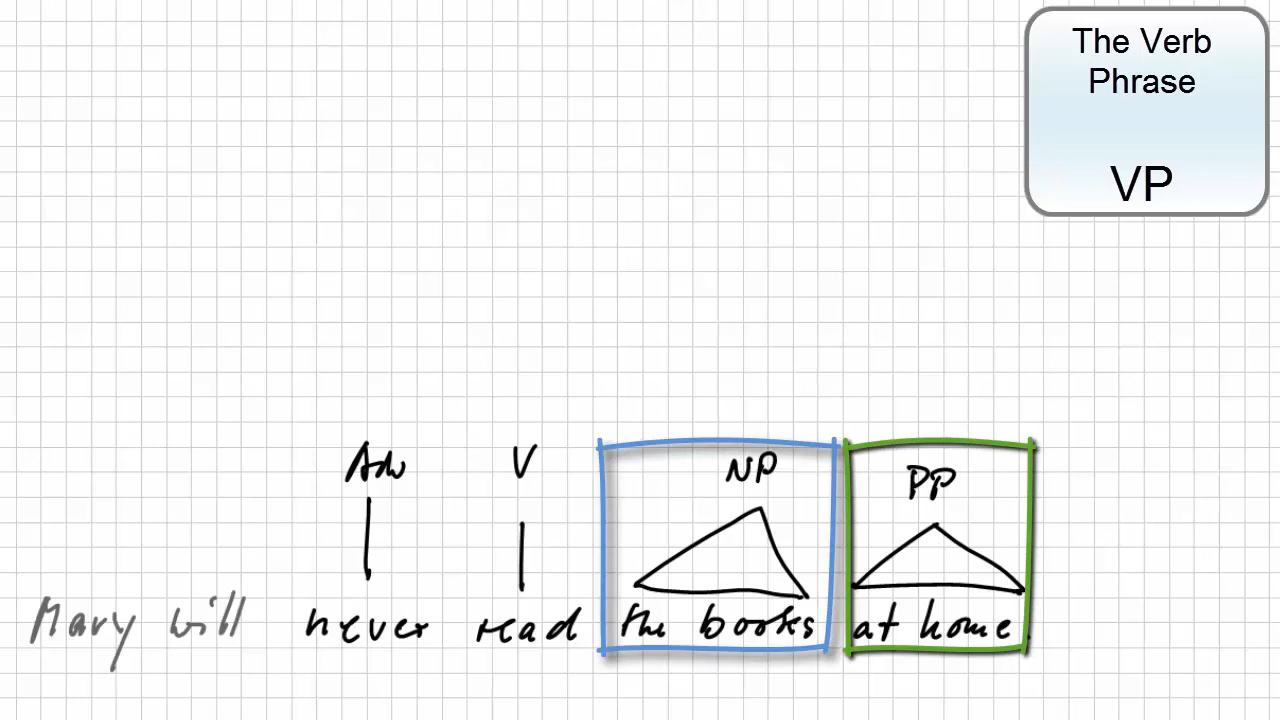 The Verb
Phrase
VP
Adv V NP PP
Mary will never read the books at home.